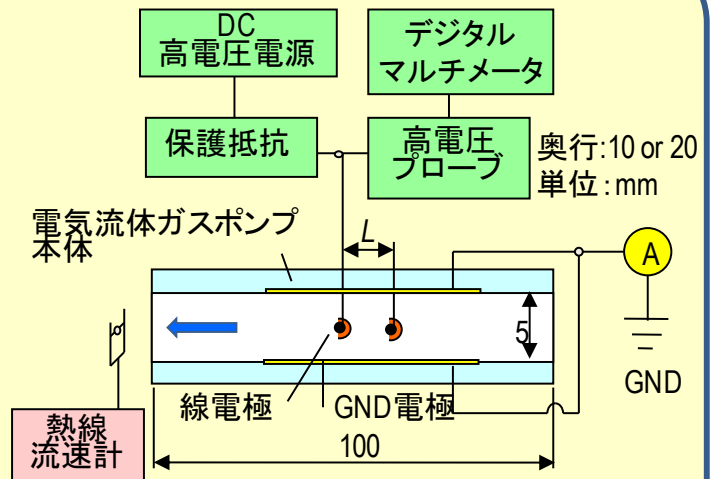 DC
高電圧電源
デジタル
マルチメータ
保護抵抗
高電圧
プローブ
奥行:10 or 20
単位:mm
電気流体ガスポンプ
本体
L
A
5
GND
線電極
GND電極
熱線
流速計
100